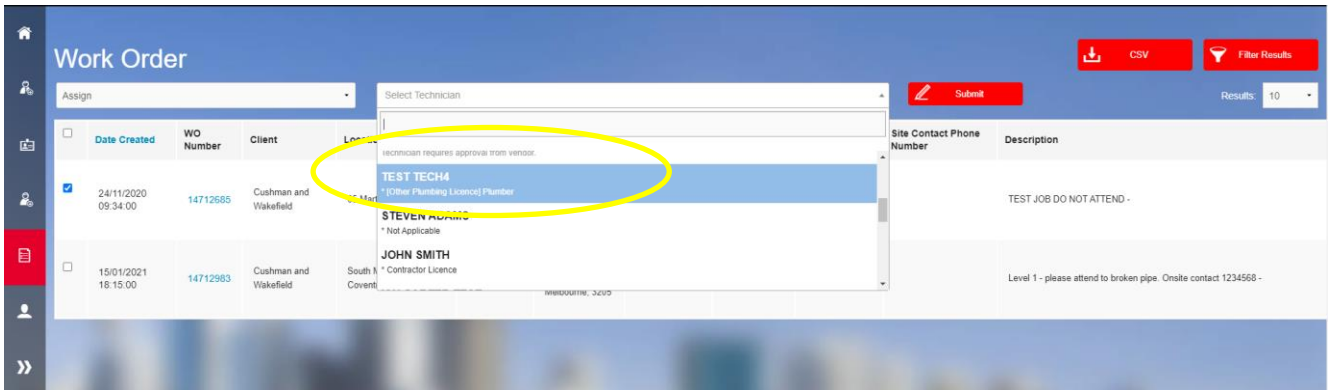 Work Order
CSV
Filter Results
Assign
Select Technician
Submit
Results: 10
Date Created
WO Number
Client
Site Contact Phone Number
Description
Technician requires approval from vendor.
TEST TECH4
* [Other Plumbing Licence] Plumber
STEVEN ADAMS
* Not Applicable
JOHN SMITH
* Contractor Licence
24/11/2020
09:34:00
14712685
Cushman and
Wakefield
TEST JOB DO NOT ATTEND -
15/01/2021
18:15:00
14712983
Cushman and
Wakefield
South
Melbourne, 3205
Level 1 - please attend to broken pipe. Onsite contact 1234568 -